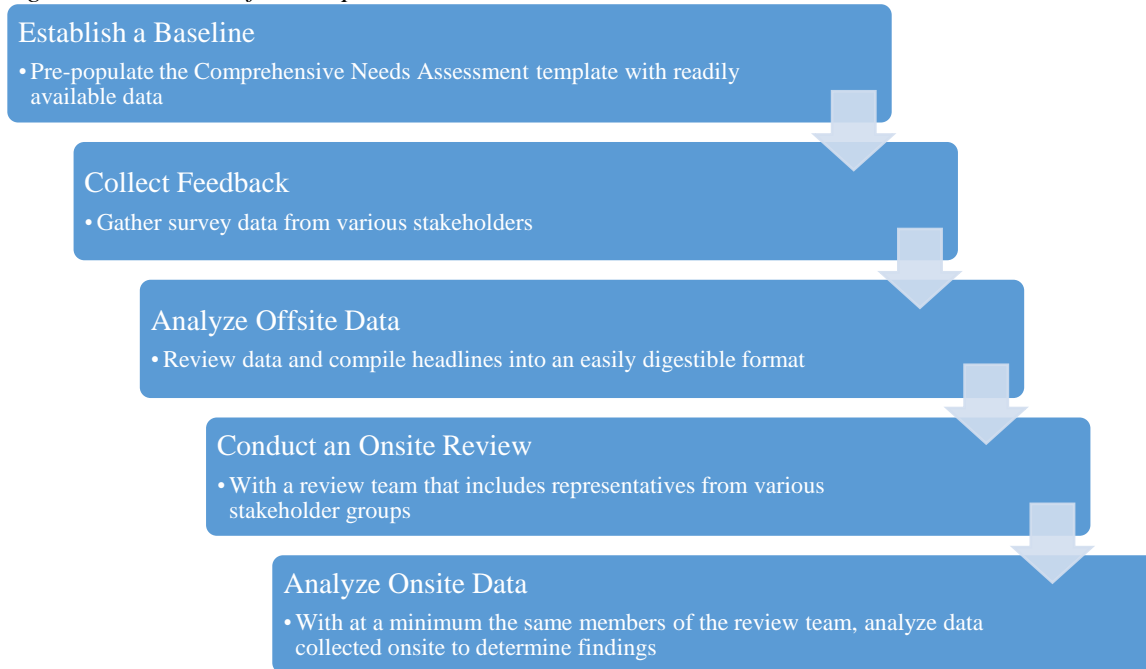 Establish a Baseline
• Pre-populate the Comprehensive Needs Assessment template with readily
available data
Collect Feedback
• Gather survey data from various stakeholders
Analyze Offsite Data
• Review data and compile headlines into an easily digestible format
Conduct an Onsite Review
• With a review team that includes representatives from various
stakeholder groups
Analyze Onsite Data
• With at a minimum the same members of the review team, analyze data
collected onsite to determine findings